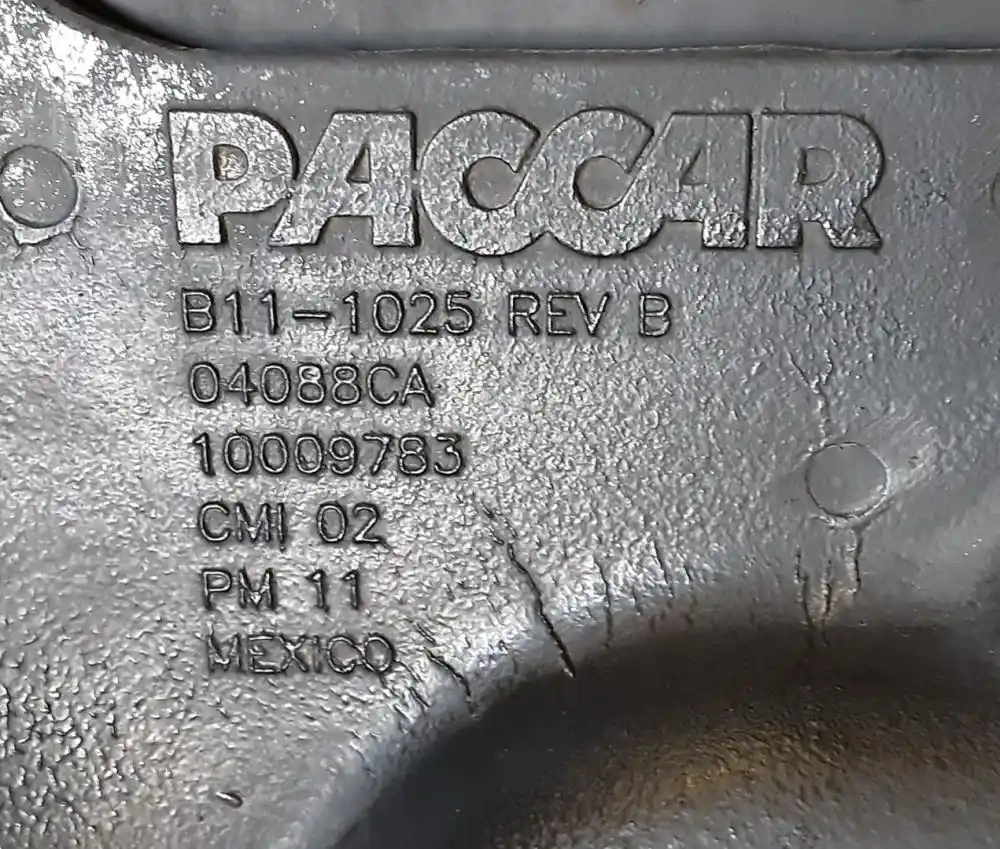 PACCAR
B11-1025 REV B
04088CA
10009783
CMI 02
PM 11
MEXICO